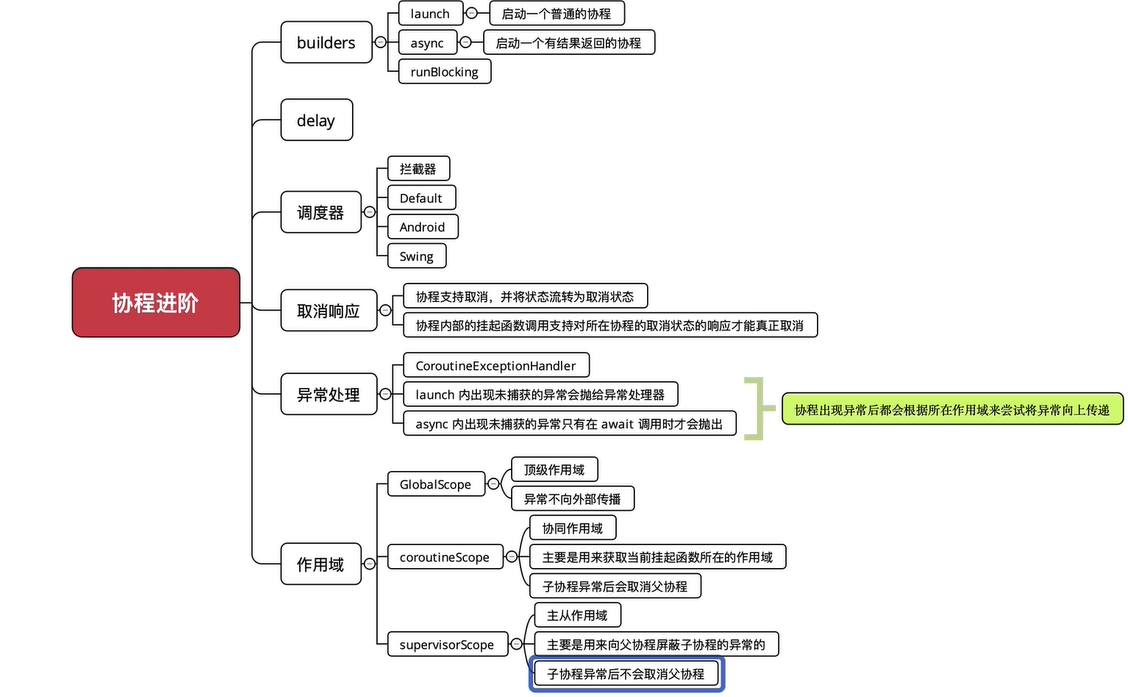 协程进阶
builders
launch
启动一个普通的协程
async
启动一个有结果返回的协程
runBlocking
delay
调度器
拦截器
Default
Android
Swing
取消响应
协程支持取消，并将状态流转为取消状态
协程内部的挂起函数调用支持对所在协程的取消状态的响应才能真正取消
异常处理
CoroutineExceptionHandler
launch 内出现未捕获的异常会抛给异常处理器
async 内出现未捕获的异常只有在 await 调用时才会抛出
协程出现异常后都会根据所在作用域来尝试将异常向上传递
作用域
GlobalScope
顶级作用域
异常不向外部传播
coroutineScope
协同作用域
主要是用来获取当前挂起函数所在的作用域
子协程异常后会取消父协程
supervisorScope
主从作用域
主要是用来向父协程屏蔽子协程的异常的
子协程异常后不会取消父协程